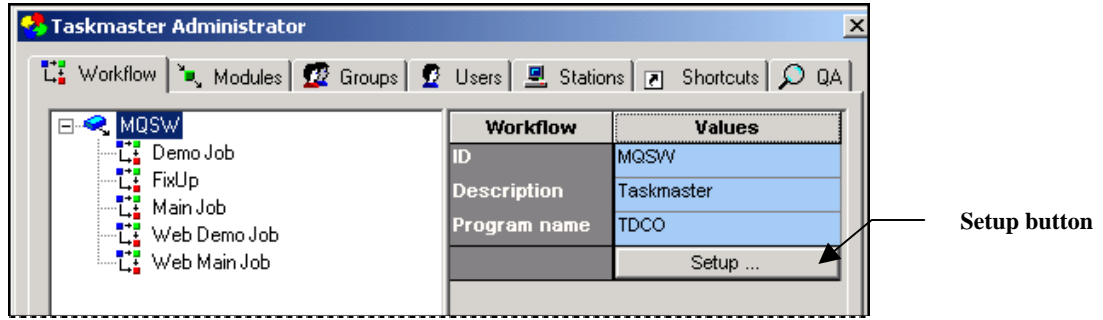 Taskmaster Administrator
Workflow Modules Groups Users Stations Shortcuts QA
MQSW
Demo Job
FixUp
Main Job
Web Demo Job
Web Main Job
Workflow Values
ID MQSW
Description Taskmaster
Program name TDCO
Setup ...
Setup button